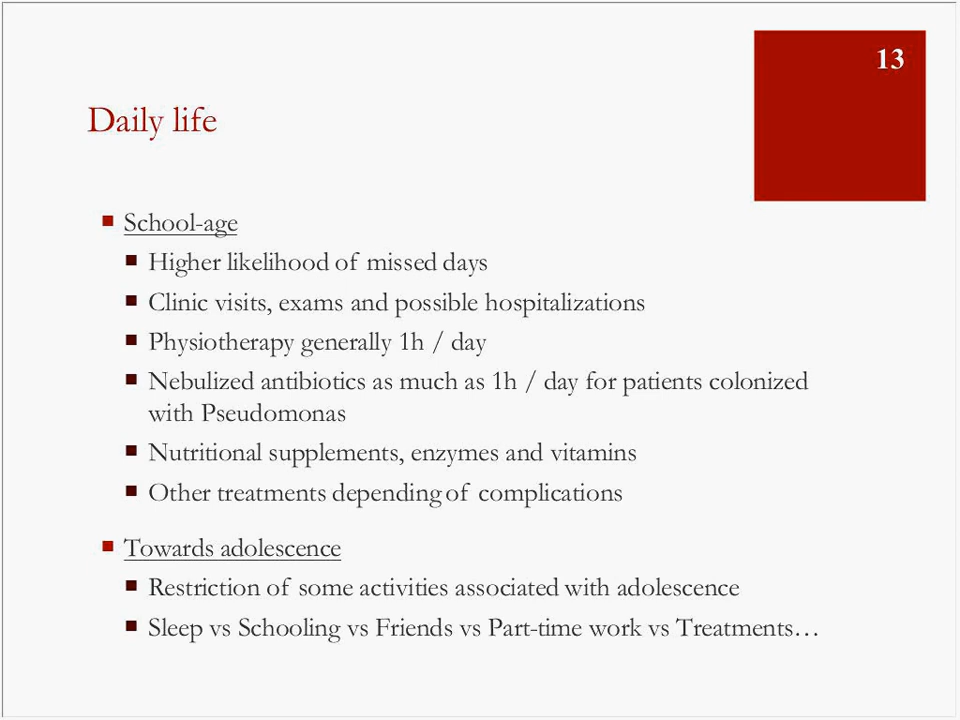 13
Daily life
School-age
Higher likelihood of missed days
Clinic visits, exams and possible hospitalizations
Physiotherapy generally 1h / day
Nebulized antibiotics as much as 1h / day for patients colonized
with Pseudomonas
Nutritional supplements, enzymes and vitamins
Other treatments depending of complications
Towards adolescence
Restriction of some activities associated with adolescence
Sleep vs Schooling vs Friends vs Part-time work vs Treatments…